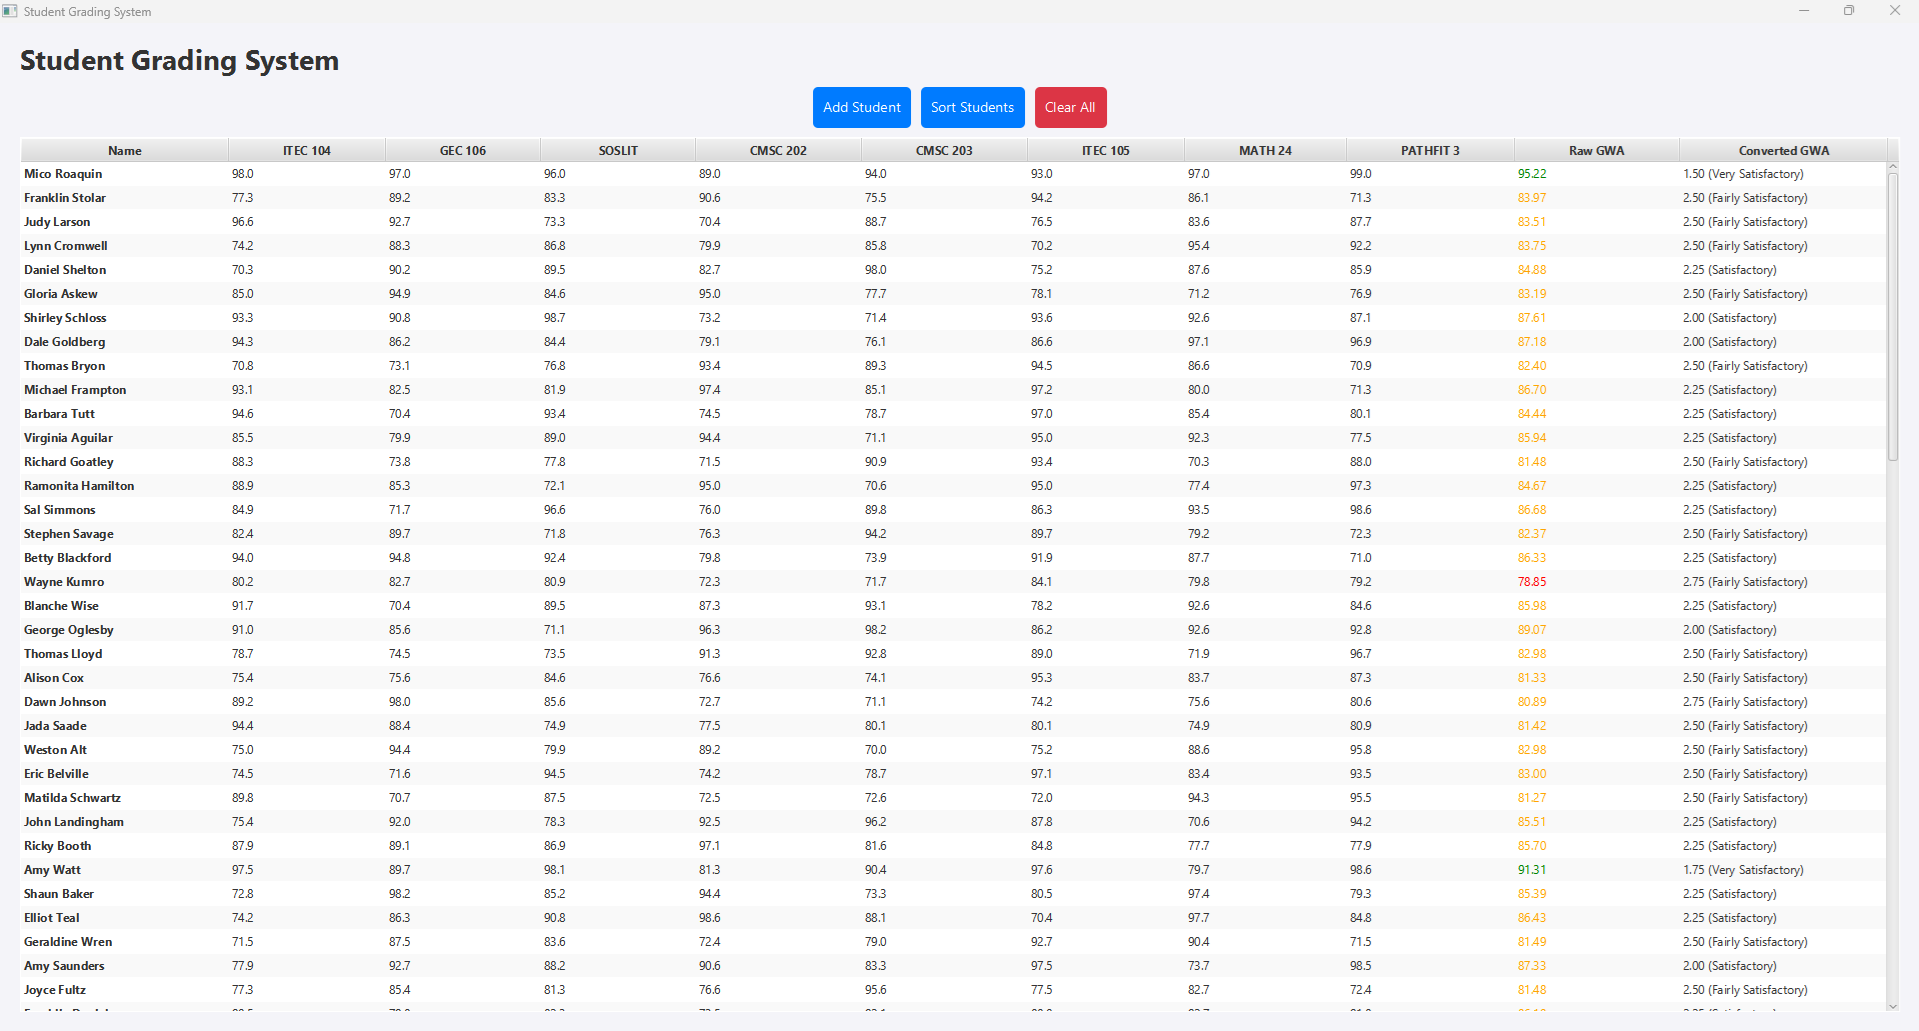 Student Grading System
Student Grading System
Add Student Sort Students Clear All
Name ITEC 104 GEC 106 SOSLIT CMSC 202 CMSC 203 ITEC 105 MATH 24 PATHFIT 3 Raw GWA Converted GWA
Mico Roaquin 98.0 97.0 96.0 89.0 94.0 93.0 97.0 99.0 95.22 1.50 (Very Satisfactory)
Franklin Stolar 77.3 89.2 83.3 90.6 75.5 94.2 86.1 71.3 83.97 2.50 (Fairly Satisfactory)
Judy Larson 96.6 92.7 73.3 70.4 88.7 76.5 83.6 87.7 83.51 2.50 (Fairly Satisfactory)
Lynn Cromwell 74.2 88.3 86.8 79.9 85.8 70.2 95.4 92.2 83.75 2.50 (Fairly Satisfactory)
Daniel Shelton 70.3 90.2 89.5 82.7 98.0 75.2 87.6 85.9 84.88 2.25 (Satisfactory)
Gloria Askew 85.0 94.9 84.6 95.0 77.7 78.1 71.2 76.9 83.19 2.50 (Fairly Satisfactory)
Shirley Schloss 93.3 90.8 98.7 73.2 71.4 93.6 92.6 87.1 87.61 2.00 (Satisfactory)
Dale Goldberg 94.3 86.2 84.4 79.1 76.1 86.6 97.1 96.9 87.18 2.00 (Satisfactory)
Thomas Bryon 70.8 73.1 76.8 93.4 89.3 94.5 86.6 70.9 82.40 2.50 (Fairly Satisfactory)
Michael Frampton 93.1 82.5 81.9 97.4 85.1 97.2 80.0 71.3 86.70 2.25 (Satisfactory)
Barbara Tutt 94.6 70.4 93.4 74.5 78.7 97.0 85.4 80.1 84.44 2.25 (Satisfactory)
Virginia Aguilar 85.5 79.9 89.0 94.4 71.1 95.0 92.3 77.5 85.94 2.25 (Satisfactory)
Richard Goatley 88.3 73.8 77.8 71.5 90.9 93.4 70.3 88.0 81.48 2.50 (Fairly Satisfactory)
Ramonita Hamilton 88.9 85.3 72.1 95.0 70.6 95.0 77.4 97.3 84.67 2.25 (Satisfactory)
Sal Simmons 84.9 71.7 96.6 76.0 89.8 86.3 93.5 98.6 86.68 2.25 (Satisfactory)
Stephen Savage 82.4 89.7 71.8 76.3 94.2 89.7 79.2 72.3 82.37 2.50 (Fairly Satisfactory)
Betty Blackford 94.0 94.8 92.4 79.8 73.9 91.9 87.7 71.0 86.33 2.25 (Satisfactory)
Wayne Kumro 80.2 82.7 80.9 72.3 71.7 84.1 79.8 79.2 78.85 2.75 (Fairly Satisfactory)
Blanche Wise 91.7 70.4 89.5 87.3 93.1 78.2 92.6 84.6 85.98 2.25 (Satisfactory)
George Oglesby 91.0 85.6 71.1 96.3 98.2 86.2 92.6 92.8 89.07 2.00 (Satisfactory)
Thomas Lloyd 78.7 74.5 73.5 91.3 92.8 89.0 71.9 96.7 82.98 2.50 (Fairly Satisfactory)
Alison Cox 75.4 75.6 84.6 76.6 74.1 95.3 83.7 87.3 81.33 2.50 (Fairly Satisfactory)
Dawn Johnson 89.2 98.0 85.6 72.7 71.1 74.2 75.6 80.6 80.89 2.75 (Fairly Satisfactory)
Jada Saade 94.4 88.4 74.9 77.5 80.1 80.1 74.9 80.9 81.42 2.50 (Fairly Satisfactory)
Weston Alt 75.0 94.4 79.9 89.2 70.0 75.2 88.6 95.8 82.98 2.50 (Fairly Satisfactory)
Eric Belville 74.5 71.6 94.5 74.2 78.7 97.1 83.4 93.5 83.00 2.50 (Fairly Satisfactory)
Matilda Schwartz 89.8 70.7 87.5 72.5 72.6 72.0 94.3 95.5 81.27 2.50 (Fairly Satisfactory)
John Landingham 75.4 92.0 78.3 92.5 96.2 87.8 70.6 94.2 85.51 2.25 (Satisfactory)
Ricky Booth 87.9 89.1 86.9 97.1 81.6 84.8 77.7 77.9 85.70 2.25 (Satisfactory)
Amy Watt 97.5 89.7 98.1 81.3 90.4 97.6 79.7 98.6 91.31 1.75 (Very Satisfactory)
Shaun Baker 72.8 98.2 85.2 94.4 73.3 80.5 97.4 79.3 85.39 2.25 (Satisfactory)
Elliot Teal 74.2 86.3 90.8 98.6 88.1 70.4 97.7 84.8 86.43 2.25 (Satisfactory)
Geraldine Wren 71.5 87.5 83.6 72.4 79.0 92.7 90.4 71.5 81.49 2.50 (Fairly Satisfactory)
Amy Saunders 77.9 92.7 88.2 90.6 83.3 97.5 73.7 98.5 87.33 2.00 (Satisfactory)
Joyce Fultz 77.3 85.4 81.3 76.6 95.6 77.5 82.7 72.4 81.48 2.50 (Fairly Satisfactory)